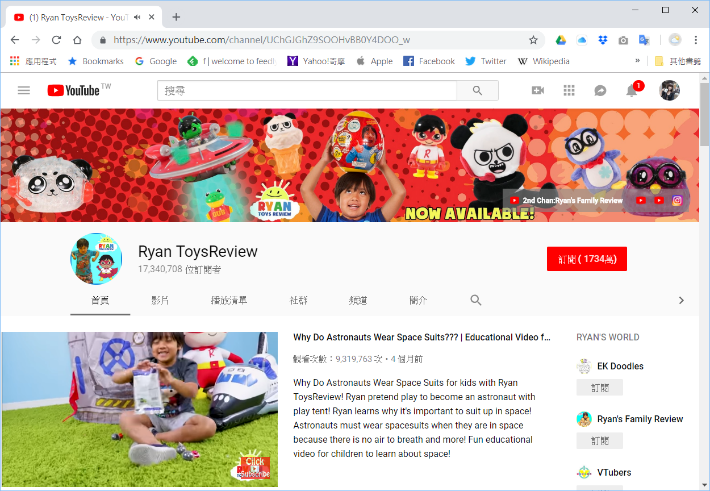 (1) Ryan ToysReview - YouT
https://www.youtube.com/channel/UChGJGhZ9SOOHvBB0Y4DOO_w
應用程式 Bookmarks Google I welcome to feedly Yahoo!奇摩 Apple Facebook Twitter Wikipedia » 其他書籤
YouTube TW
搜尋
1
RYAN
TOYS REVIEW
NOW AVAILABLE!
2nd Chan:Ryan's Family Review
Ryan ToysReview
17,340,708 位訂閱者
訂閱 ( 1734萬)
首頁 影片 播放清單 社群 頻道 簡介
Why Do Astronauts Wear Space Suits??? | Educational Video f...
觀看次數：9,319,763 次 • 4 個月前
Why Do Astronauts Wear Space Suits for kids with Ryan
ToysReview! Ryan pretend play to become an astronaut with
play tent! Ryan learns why it's important to suit up in space!
Astronauts must wear spacesuits when they are in space
because there is no air to breath and more! Fun educational
video for children to learn about space!
Click
Subscribe
RYAN'S WORLD
EK Doodles
訂閱
Ryan's Family Review
訂閱
VTubers